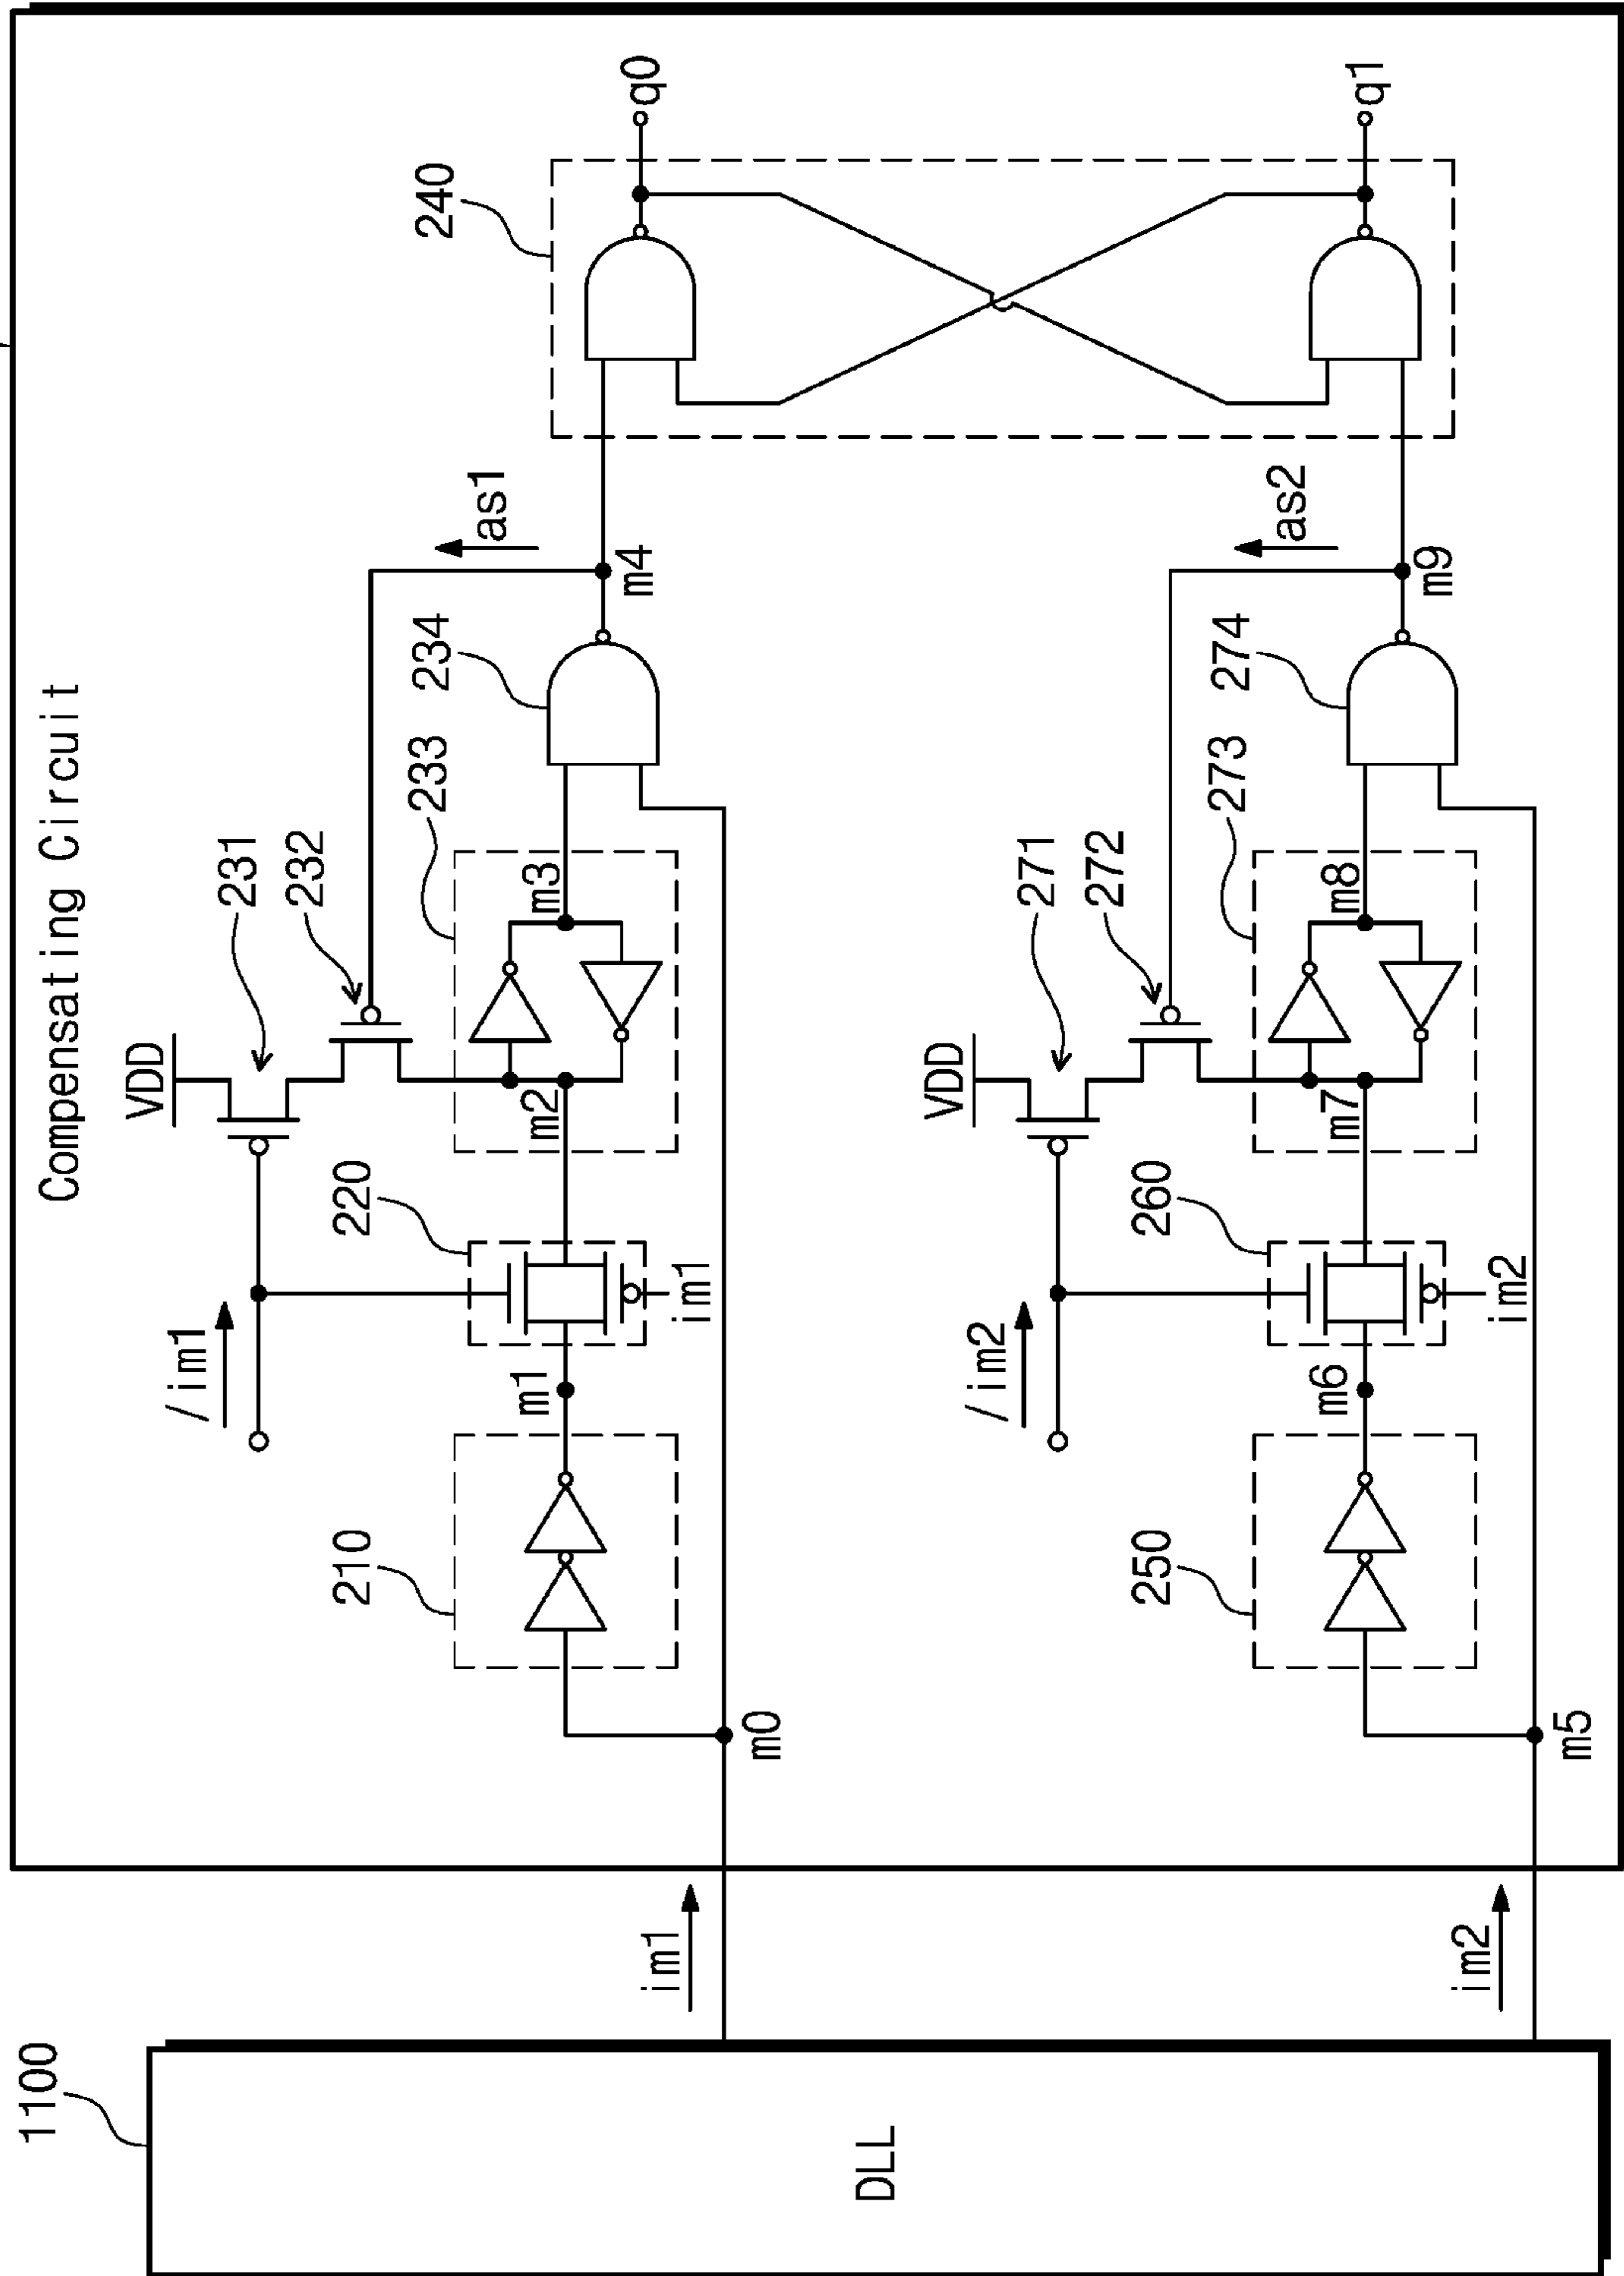 Compensating Circuit
1100
DLL
im1
im2
/im1
VDD
231
232
as1
210
220
233
234
240
m1
im1
m2
m3
m4
q0
m0
/im2
VDD
271
272
as2
250
260
273
274
m6
im2
m7
m8
m9
q1
m5